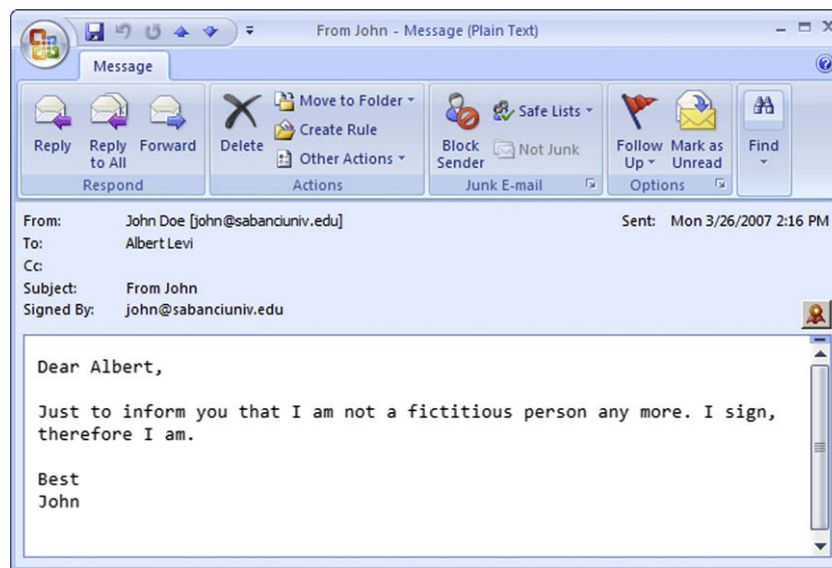 From John - Message (Plain Text)
Message
Reply
Reply to All
Forward
Respond
Delete
Move to Folder
Create Rule
Other Actions
Actions
Block Sender
Safe Lists
Not Junk
Junk E-mail
Follow Up
Mark as Unread
Options
Find
From: John Doe [john@sabanciuniv.edu] Sent: Mon 3/26/2007 2:16 PM
To: Albert Levi
Cc:
Subject: From John
Signed By: john@sabanciuniv.edu
Dear Albert,
Just to inform you that I am not a fictitious person any more. I sign,
therefore I am.
Best
John